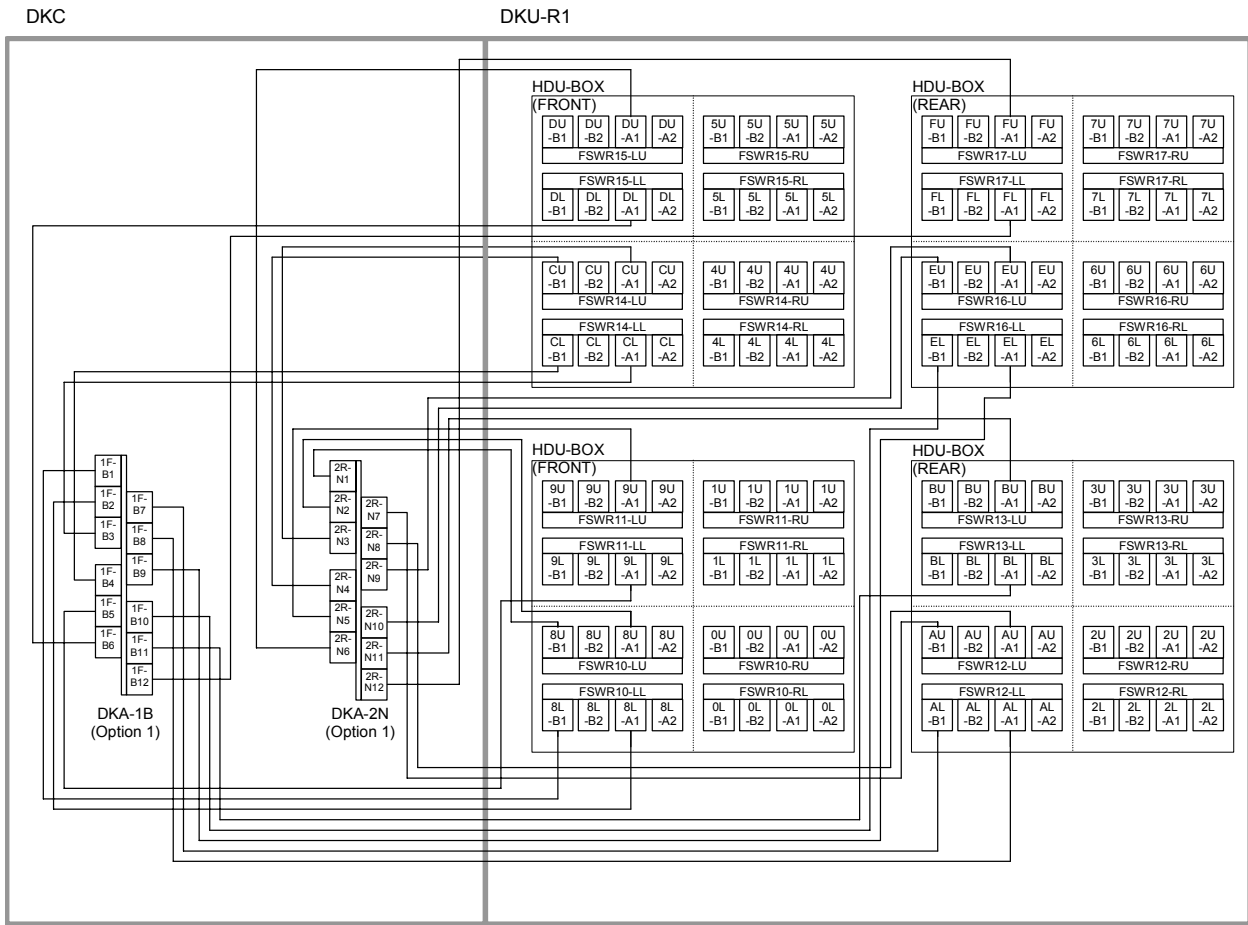 DKC
DKU-R1
HDU-BOX
(FRONT)
DU DU DU DU 5U 5U 5U 5U
-B1 -B2 -A1 -A2 -B1 -B2 -A1 -A2
FSWR15-LU FSWR15-RU
FSWR15-LL FSWR15-RL
DL DL DL DL 5L 5L 5L 5L
-B1 -B2 -A1 -A2 -B1 -B2 -A1 -A2
CU CU CU CU 4U 4U 4U 4U
-B1 -B2 -A1 -A2 -B1 -B2 -A1 -A2
FSWR14-LU FSWR14-RU
FSWR14-LL FSWR14-RL
CL CL CL CL 4L 4L 4L 4L
-B1 -B2 -A1 -A2 -B1 -B2 -A1 -A2
HDU-BOX
(REAR)
FU FU FU FU 7U 7U 7U 7U
-B1 -B2 -A1 -A2 -B1 -B2 -A1 -A2
FSWR17-LU FSWR17-RU
FSWR17-LL FSWR17-RL
FL FL FL FL 7L 7L 7L 7L
-B1 -B2 -A1 -A2 -B1 -B2 -A1 -A2
EU EU EU EU 6U 6U 6U 6U
-B1 -B2 -A1 -A2 -B1 -B2 -A1 -A2
FSWR16-LU FSWR16-RU
FSWR16-LL FSWR16-RL
EL EL EL EL 6L 6L 6L 6L
-B1 -B2 -A1 -A2 -B1 -B2 -A1 -A2
1F-
B1
1F-
B2
1F-
B3
1F-
B4
1F-
B5
1F-
B6
1F-
B7
1F-
B8
1F-
B9
1F-
B10
1F-
B11
1F-
B12
DKA-1B
(Option 1)
2R-
N1
2R-
N2
2R-
N3
2R-
N4
2R-
N5
2R-
N6
2R-
N7
2R-
N8
2R-
N9
2R-
N10
2R-
N11
2R-
N12
DKA-2N
(Option 1)
HDU-BOX
(FRONT)
9U 9U 9U 9U 1U 1U 1U 1U
-B1 -B2 -A1 -A2 -B1 -B2 -A1 -A2
FSWR11-LU FSWR11-RU
FSWR11-LL FSWR11-RL
9L 9L 9L 9L 1L 1L 1L 1L
-B1 -B2 -A1 -A2 -B1 -B2 -A1 -A2
8U 8U 8U 8U 0U 0U 0U 0U
-B1 -B2 -A1 -A2 -B1 -B2 -A1 -A2
FSWR10-LU FSWR10-RU
FSWR10-LL FSWR10-RL
8L 8L 8L 8L 0L 0L 0L 0L
-B1 -B2 -A1 -A2 -B1 -B2 -A1 -A2
HDU-BOX
(REAR)
BU BU BU BU 3U 3U 3U 3U
-B1 -B2 -A1 -A2 -B1 -B2 -A1 -A2
FSWR13-LU FSWR13-RU
FSWR13-LL FSWR13-RL
BL BL BL BL 3L 3L 3L 3L
-B1 -B2 -A1 -A2 -B1 -B2 -A1 -A2
AU AU AU AU 2U 2U 2U 2U
-B1 -B2 -A1 -A2 -B1 -B2 -A1 -A2
FSWR12-LU FSWR12-RU
FSWR12-LL FSWR12-RL
AL AL AL AL 2L 2L 2L 2L
-B1 -B2 -A1 -A2 -B1 -B2 -A1 -A2